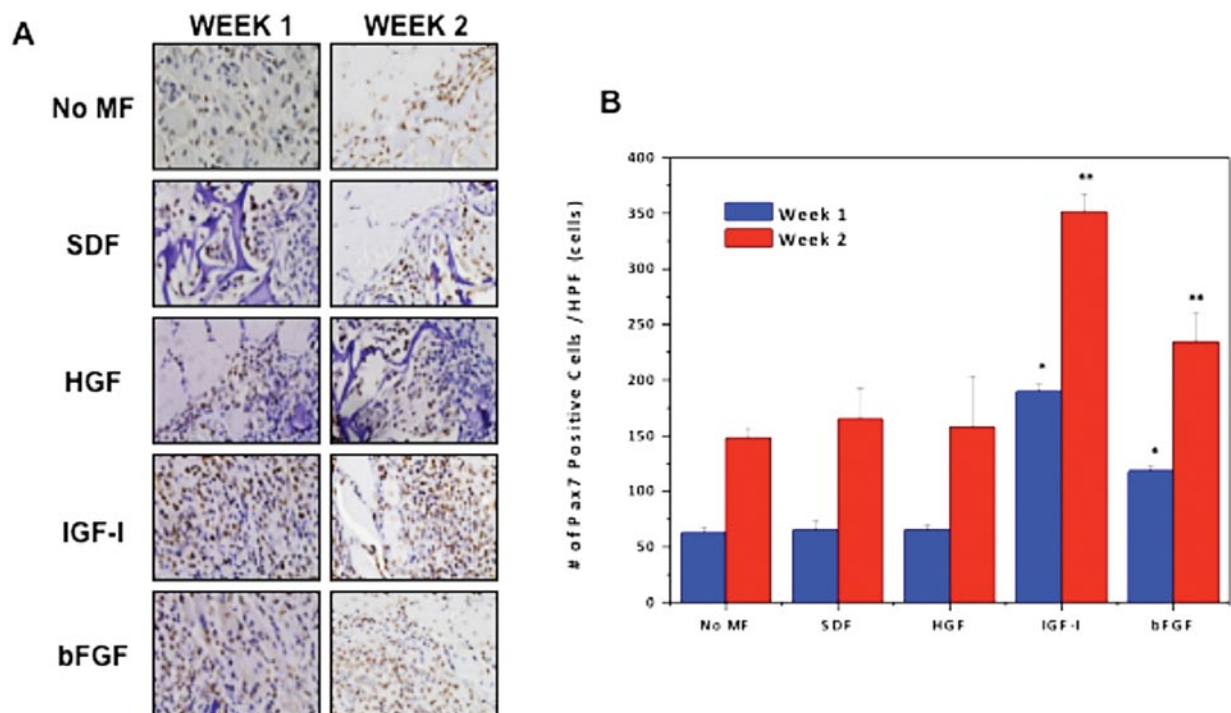 A
WEEK 1 WEEK 2
No MF
SDF
HGF
IGF-I
bFGF
B
# of Pax7 Positive Cells /HPF (cells)
400
350
300
250
200
150
100
50
0
Week 1
Week 2
*
**
*
**
No MF SDF HGF IGF-I bFGF